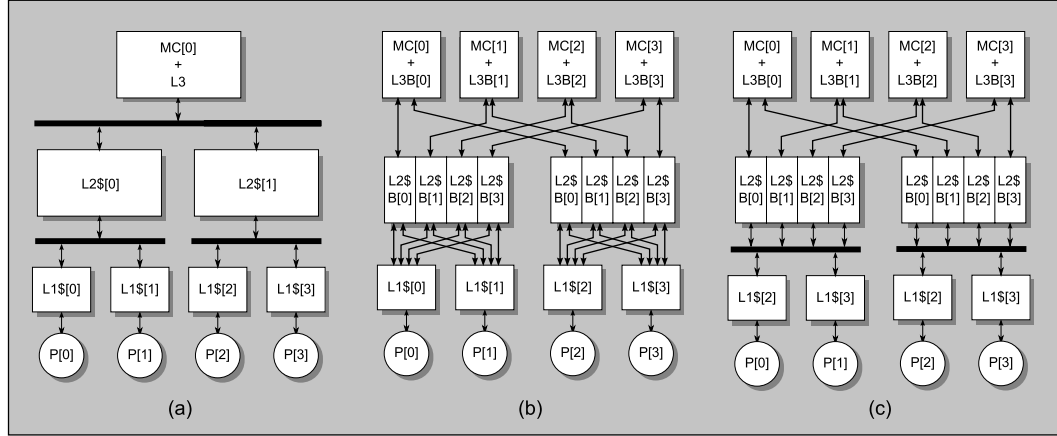 MC[0]
+
L3
L2$[0]
L2$[1]
L1$[0]
L1$[1]
L1$[2]
L1$[3]
P[0]
P[1]
P[2]
P[3]
(a)
MC[0]
+
L3B[0]
MC[1]
+
L3B[1]
MC[2]
+
L3B[2]
MC[3]
+
L3B[3]
L2$
B[0]
L2$
B[1]
L2$
B[2]
L2$
B[3]
L2$
B[0]
L2$
B[1]
L2$
B[2]
L2$
B[3]
L1$[0]
L1$[1]
L1$[2]
L1$[3]
P[0]
P[1]
P[2]
P[3]
(b)
MC[0]
+
L3B[0]
MC[1]
+
L3B[1]
MC[2]
+
L3B[2]
MC[3]
+
L3B[3]
L2$
B[0]
L2$
B[1]
L2$
B[2]
L2$
B[3]
L2$
B[0]
L2$
B[1]
L2$
B[2]
L2$
B[3]
L1$[2]
L1$[3]
L1$[2]
L1$[3]
P[0]
P[1]
P[2]
P[3]
(c)